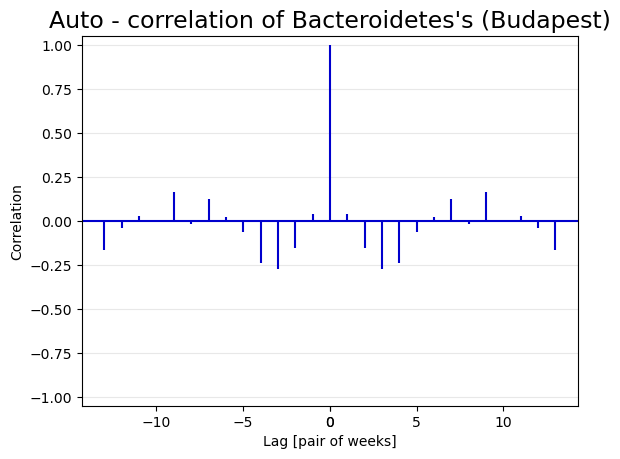 Auto - correlation of Bacteroidetes's (Budapest)
1.00
0.75
0.50
0.25
0.00
−0.25
−0.50
−0.75
−1.00
Correlation
−10 −5 0 5 10
Lag [pair of weeks]